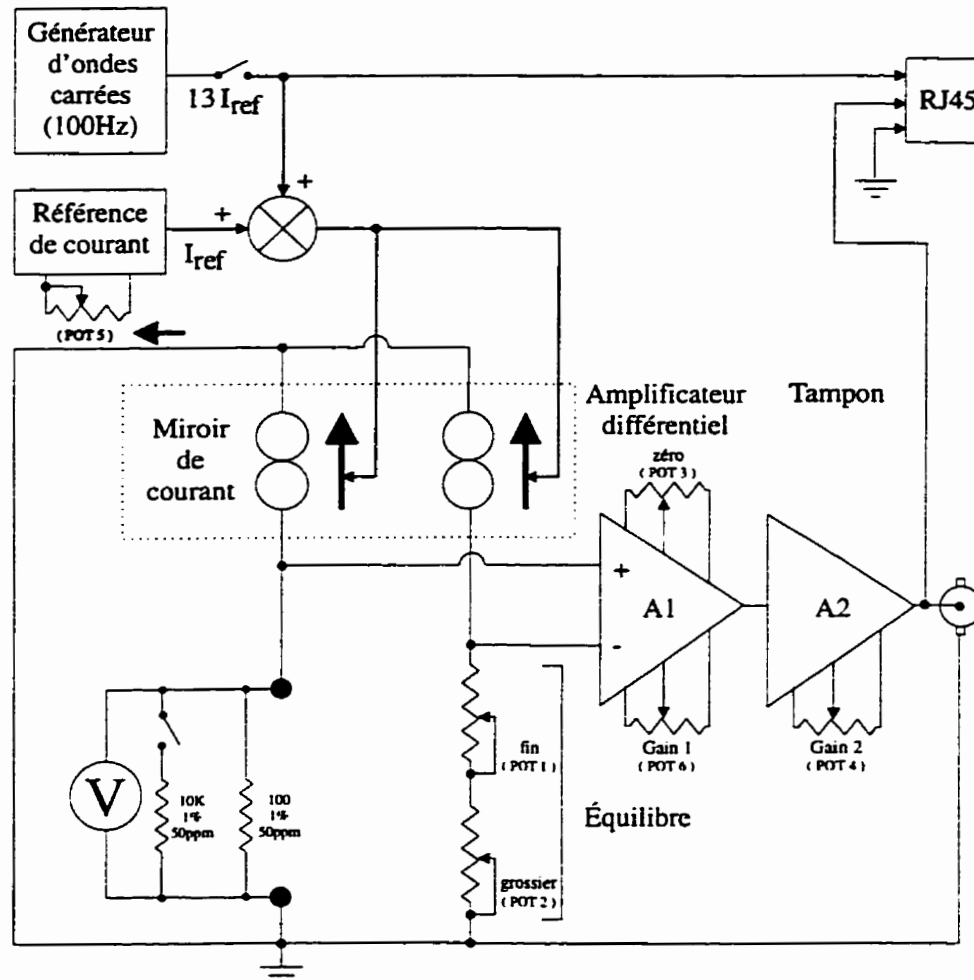 Générateur
d'ondes
carrées
(100Hz)
13 Iref
RJ45
+
Référence
de courant
+
Iref
( POT 5 )
Miroir
de
courant
Amplificateur
différentiel
zéro
( POT 3 )
Tampon
+
A1
-
A2
Gain 1
( POT 6 )
Gain 2
( POT 4 )
fin
( POT 1 )
Équilibre
grossier
( POT 2 )
V
10K
1%
50ppm
100
1%
50ppm